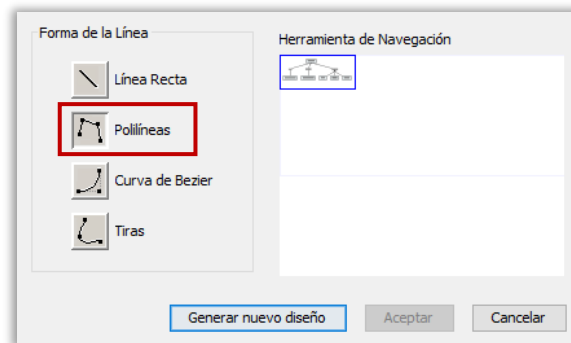 Forma de la Línea
Línea Recta
Polilíneas
Curva de Bezier
Tiras
Herramienta de Navegación
Generar nuevo diseño
Aceptar
Cancelar